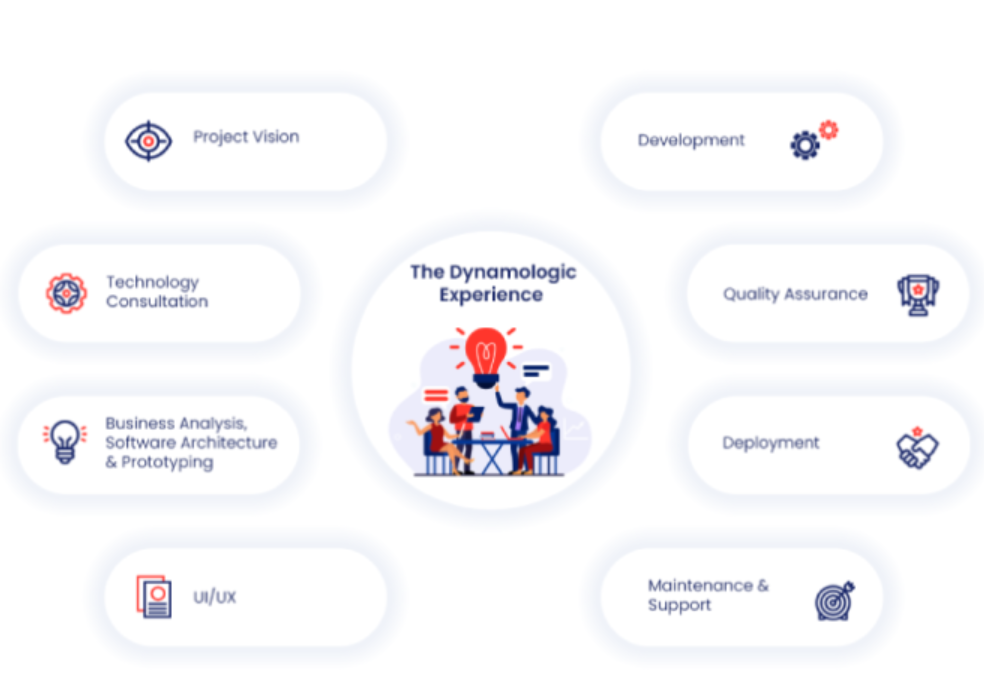 Project Vision
Development
The Dynamologic
Experience
Technology
Consultation
Quality Assurance
Business Analysis,
Software Architecture
& Prototyping
Deployment
UI/UX
Maintenance &
Support